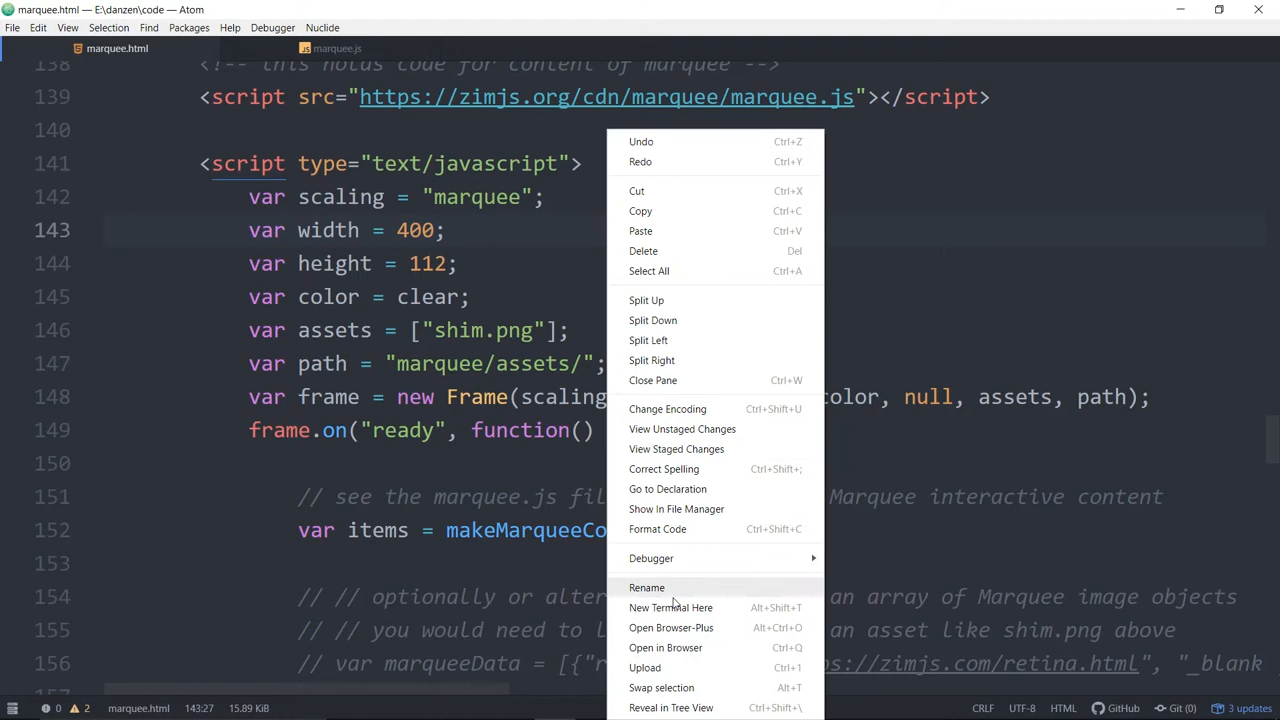 marquee.html — E:\danzen\code — Atom
File Edit View Selection Find Packages Help Debugger Nuclide
marquee.html
marquee.js
138 <!-- this holds code for content of marquee -->
139 <script src="https://zimjs.org/cdn/marquee/marquee.js"></script>
140
141 <script type="text/javascript">
142 var scaling = "marquee";
143 var width = 400;
144 var height = 112;
145 var color = clear;
146 var assets = ["shim.png"];
147 var path = "marquee/assets/";
148 var frame = new Frame(scaling olor, null, assets, path);
149 frame.on("ready", function()
150
151 // see the marquee.js fil Marquee interactive content
152 var items = makeMarqueeCo
153
154 // // optionally or alter an array of Marquee image objects
155 // // you would need to l an asset like shim.png above
156 // var marqueeData = [{"r ps://zimjs.com/retina.html", "_blank
157
Undo Ctrl+Z
Redo Ctrl+Y
Cut Ctrl+X
Copy Ctrl+C
Paste Ctrl+V
Delete Del
Select All Ctrl+A
Split Up
Split Down
Split Left
Split Right
Close Pane Ctrl+W
Change Encoding Ctrl+Shift+U
View Unstaged Changes
View Staged Changes
Correct Spelling Ctrl+Shift+;
Go to Declaration
Show In File Manager
Format Code Ctrl+Shift+C
Debugger
Rename
New Terminal Here Alt+Shift+T
Open Browser-Plus Alt+Ctrl+O
Open in Browser Ctrl+Q
Upload Ctrl+1
Swap selection Alt+T
Reveal in Tree View Ctrl+Shift+\
0 2 marquee.html 143:27 15.89 KiB CRLF UTF-8 HTML GitHub Git (0) 3 updates